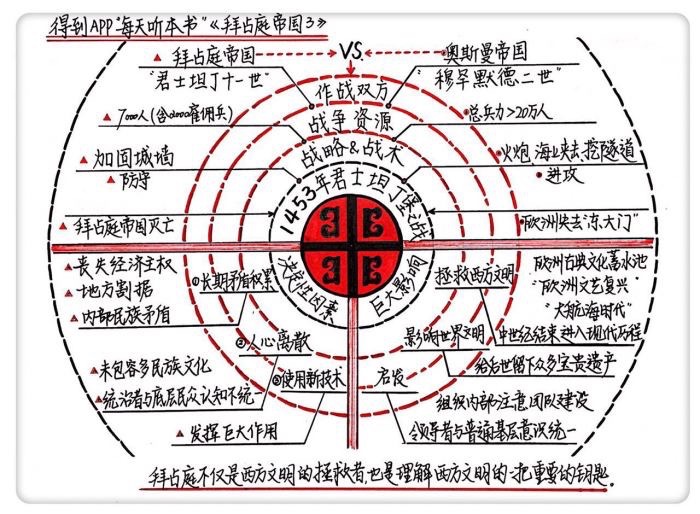 得到APP“每天听本书”《拜占庭帝国3》
VS.
拜占庭帝国
“君士坦丁十一世”
奥斯曼帝国
“穆罕默德二世”
作战双方
7000人(含2000雇佣兵)
战争资源
总兵力>20万人
战略&战术
加固城墙
防守
火炮 海上夹击 挖隧道
进攻
1453年君士坦丁堡之战
拜占庭帝国灭亡
欧洲失去“东大门”
决定性因素
巨大影响
丧失经济主权
地方割据
内部民族矛盾
①长期矛盾积累
拯救西方文明
欧洲古典文化蓄水池
“欧洲文艺复兴”
“大航海时代”
中世纪结束 进入现代历程
②人心离散
影响世界文明
未包容多民族文化
统治者与底层民众认知不统一
给后世留下众多宝贵遗产
③使用新技术
启发
发挥巨大作用
组织内部注意团队建设
领导者与普通基层意识统一
拜占庭不仅是西方文明的拯救者,也是理解西方文明的一把重要的钥匙。